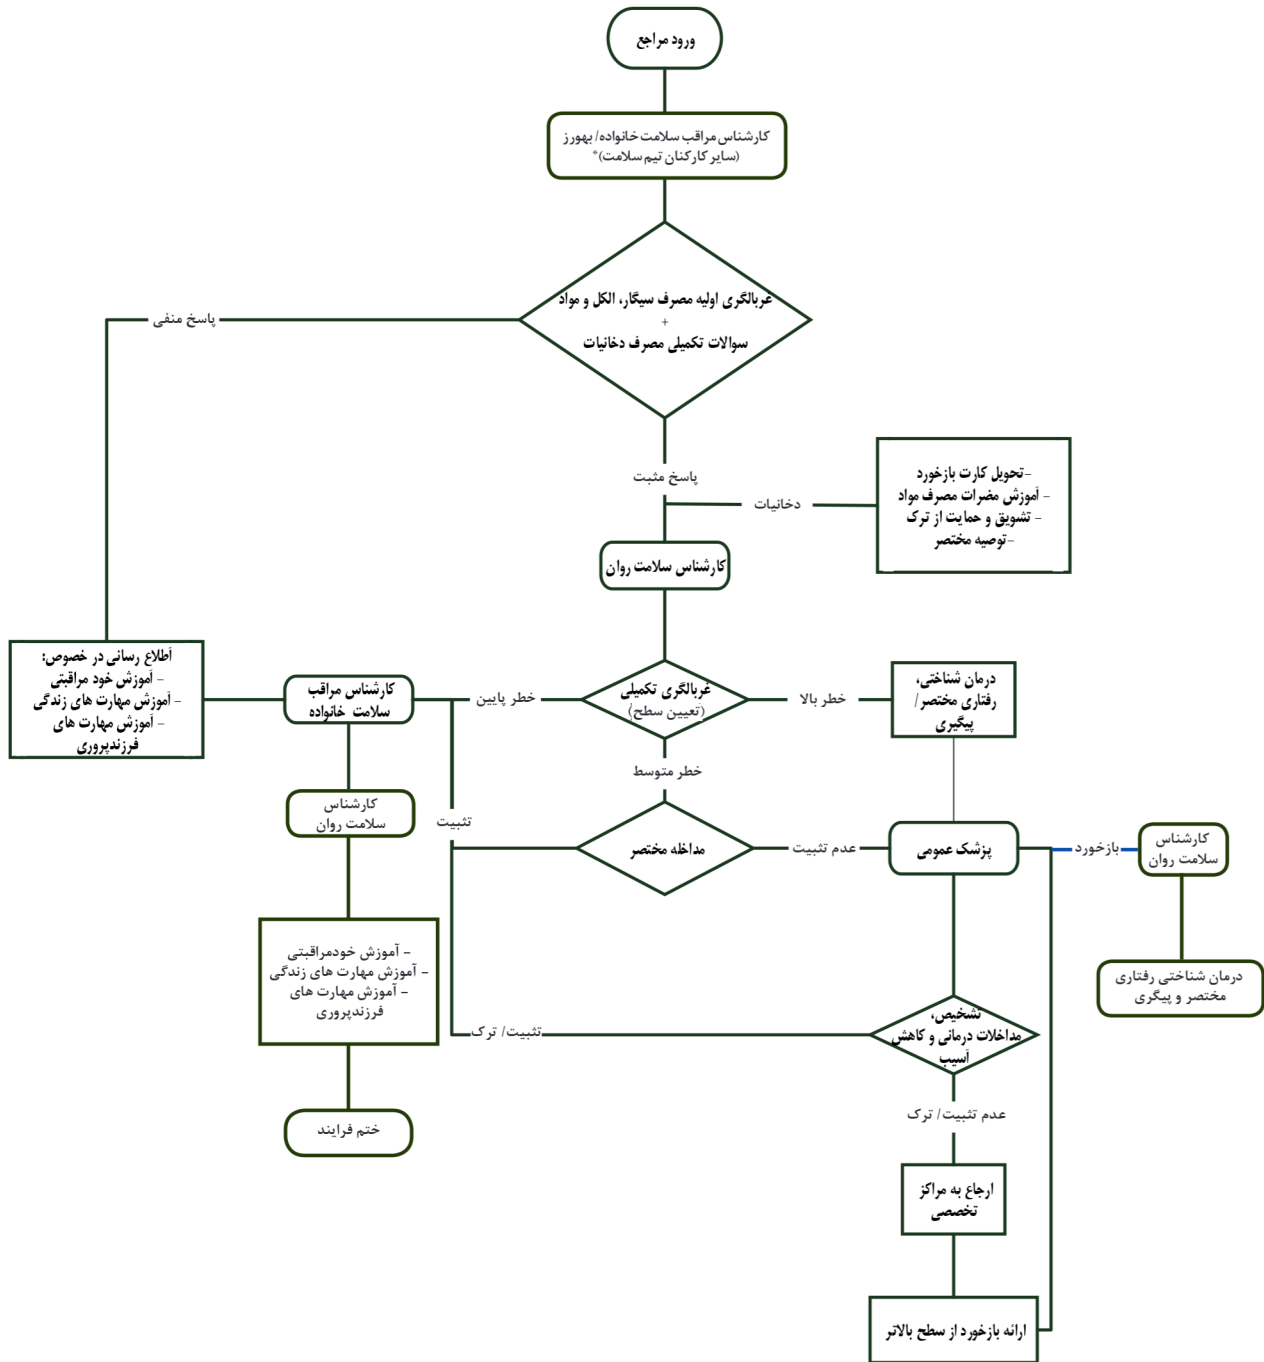 ورود مراجع
کارشناس مراقب سلامت خانواده/ بهورز
(سایر کارکنان تیم سلامت)*
غربالگری اولیه مصرف سیگار، الکل و مواد
+
سوالات تکمیلی مصرف دخانیات
پاسخ منفی
پاسخ مثبت
دخانیات
-تحویل کارت بازخورد
- آموزش مضرات مصرف مواد
- تشویق و حمایت از ترک
-توصیه مختصر
کارشناس سلامت روان
اطلاع رسانی در خصوص:
- آموزش خود مراقبتی
- آموزش مهارت های زندگی
- آموزش مهارت های
فرزندپروری
کارشناس مراقب
سلامت خانواده
خطر پایین
غربالگری تکمیلی
(تعیین سطح)
خطر بالا
درمان شناختی،
رفتاری مختصر/
پیگیری
خطر متوسط
کارشناس
سلامت روان
تثبیت
مداخله مختصر
عدم تثبیت
پزشک عمومی
بازخورد
کارشناس
سلامت روان
- آموزش خودمراقبتی
- آموزش مهارت های زندگی
- آموزش مهارت های
فرزندپروری
درمان شناختی رفتاری
مختصر و پیگری
تثبیت/ ترک
تشخیص،
مداخلات درمانی و کاهش
آسیب
ختم فرایند
عدم تثبیت/ ترک
ارجاع به مراکز
تخصصی
ارائه بازخورد از سطح بالاتر